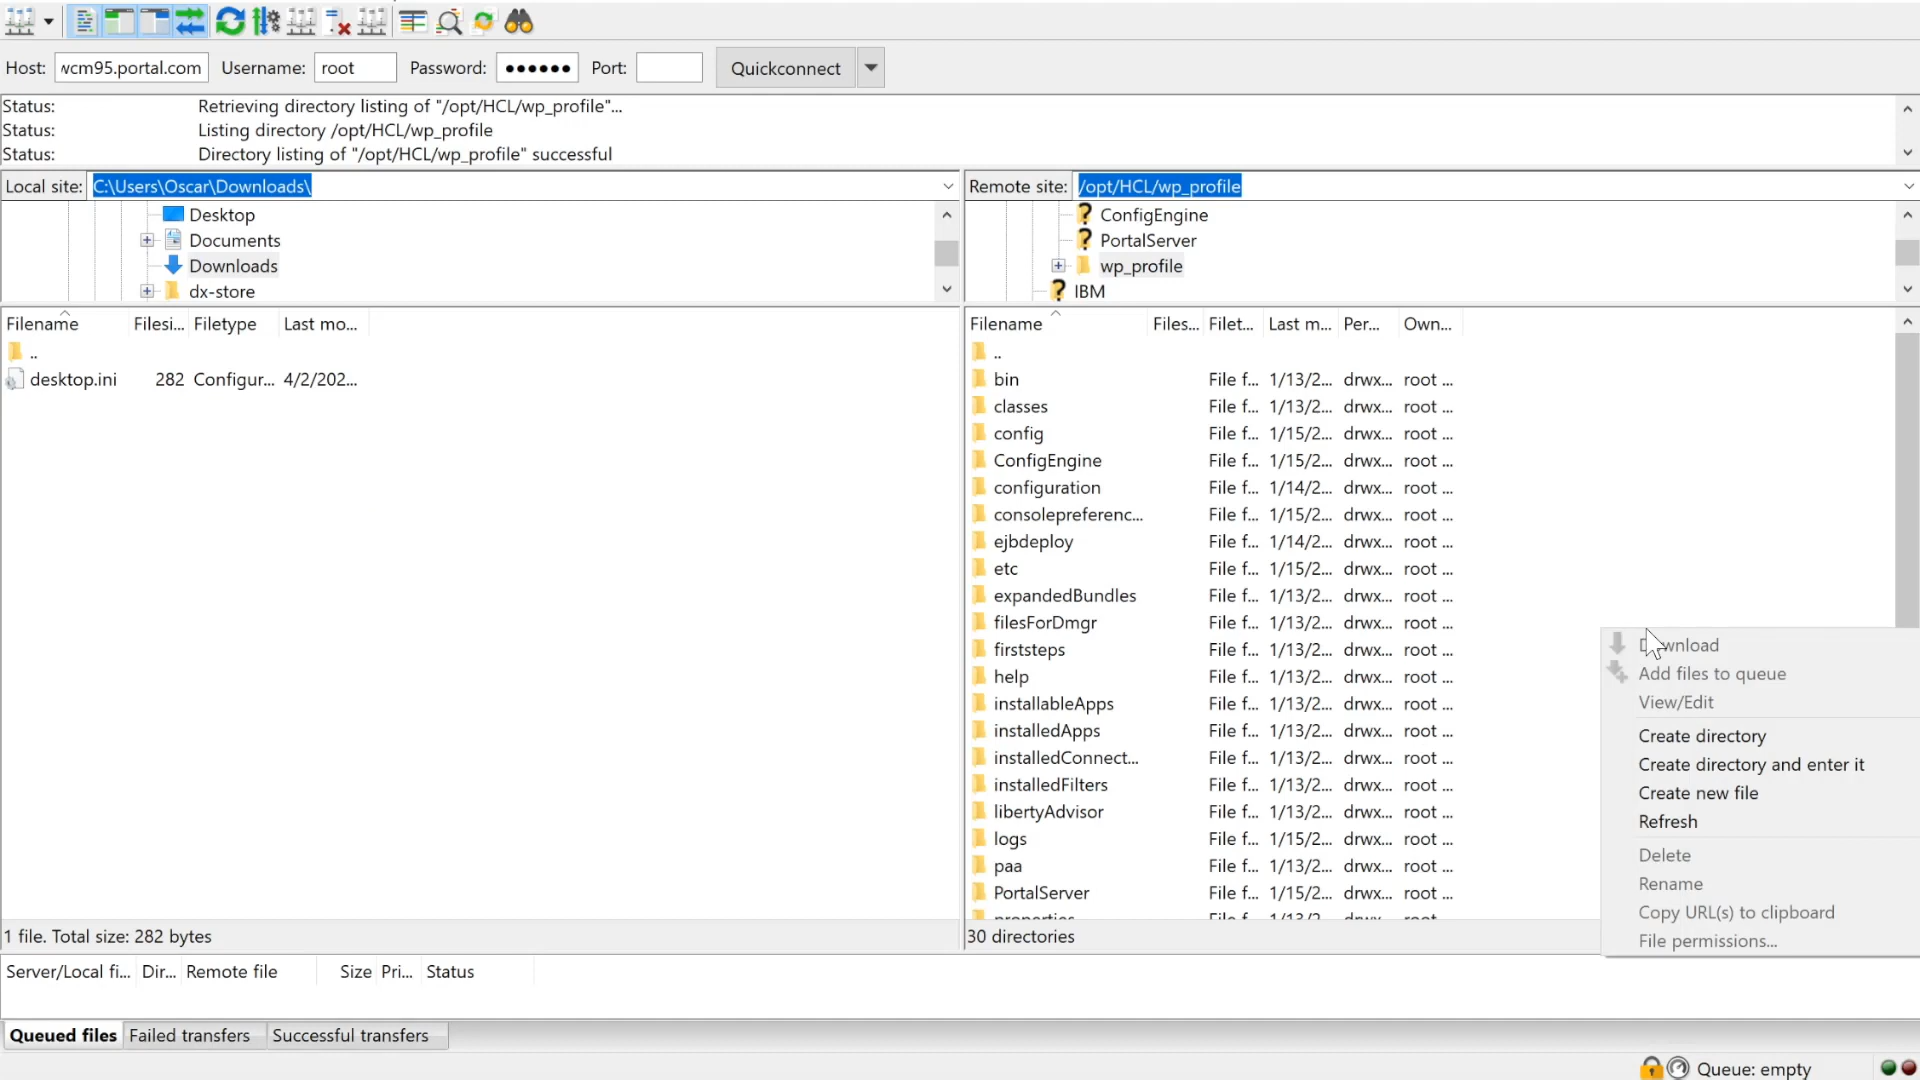 Host: wcm95.portal.com Username: root Password: ●●●●●● Port: Quickconnect
Status: Retrieving directory listing of "/opt/HCL/wp_profile"...
Status: Listing directory /opt/HCL/wp_profile
Status: Directory listing of "/opt/HCL/wp_profile" successful
Local site: C:\Users\Oscar\Downloads\
Desktop
Documents
Downloads
dx-store
Filename Filesi... Filetype Last mo...
..
desktop.ini 282 Configur... 4/2/202...
1 file. Total size: 282 bytes
Remote site: /opt/HCL/wp_profile
? ConfigEngine
? PortalServer
wp_profile
? IBM
Filename Files... Filet... Last m... Per... Own...
..
bin File f... 1/13/2... drwx... root ...
classes File f... 1/13/2... drwx... root ...
config File f... 1/15/2... drwx... root ...
ConfigEngine File f... 1/15/2... drwx... root ...
configuration File f... 1/14/2... drwx... root ...
consolepreferenc... File f... 1/15/2... drwx... root ...
ejbdeploy File f... 1/14/2... drwx... root ...
etc File f... 1/15/2... drwx... root ...
expandedBundles File f... 1/13/2... drwx... root ...
filesForDmgr File f... 1/13/2... drwx... root ...
firststeps File f... 1/13/2... drwx... root ...
help File f... 1/13/2... drwx... root ...
installableApps File f... 1/13/2... drwx... root ...
installedApps File f... 1/13/2... drwx... root ...
installedConnect... File f... 1/13/2... drwx... root ...
installedFilters File f... 1/13/2... drwx... root ...
libertyAdvisor File f... 1/13/2... drwx... root ...
logs File f... 1/15/2... drwx... root ...
paa File f... 1/13/2... drwx... root ...
PortalServer File f... 1/15/2... drwx... root ...
properties File f... 1/13/2... drwx... root ...
30 directories
Download
Add files to queue
View/Edit
Create directory
Create directory and enter it
Create new file
Refresh
Delete
Rename
Copy URL(s) to clipboard
File permissions...
Server/Local fi... Dir... Remote file Size Pri... Status
Queued files Failed transfers Successful transfers
Queue: empty